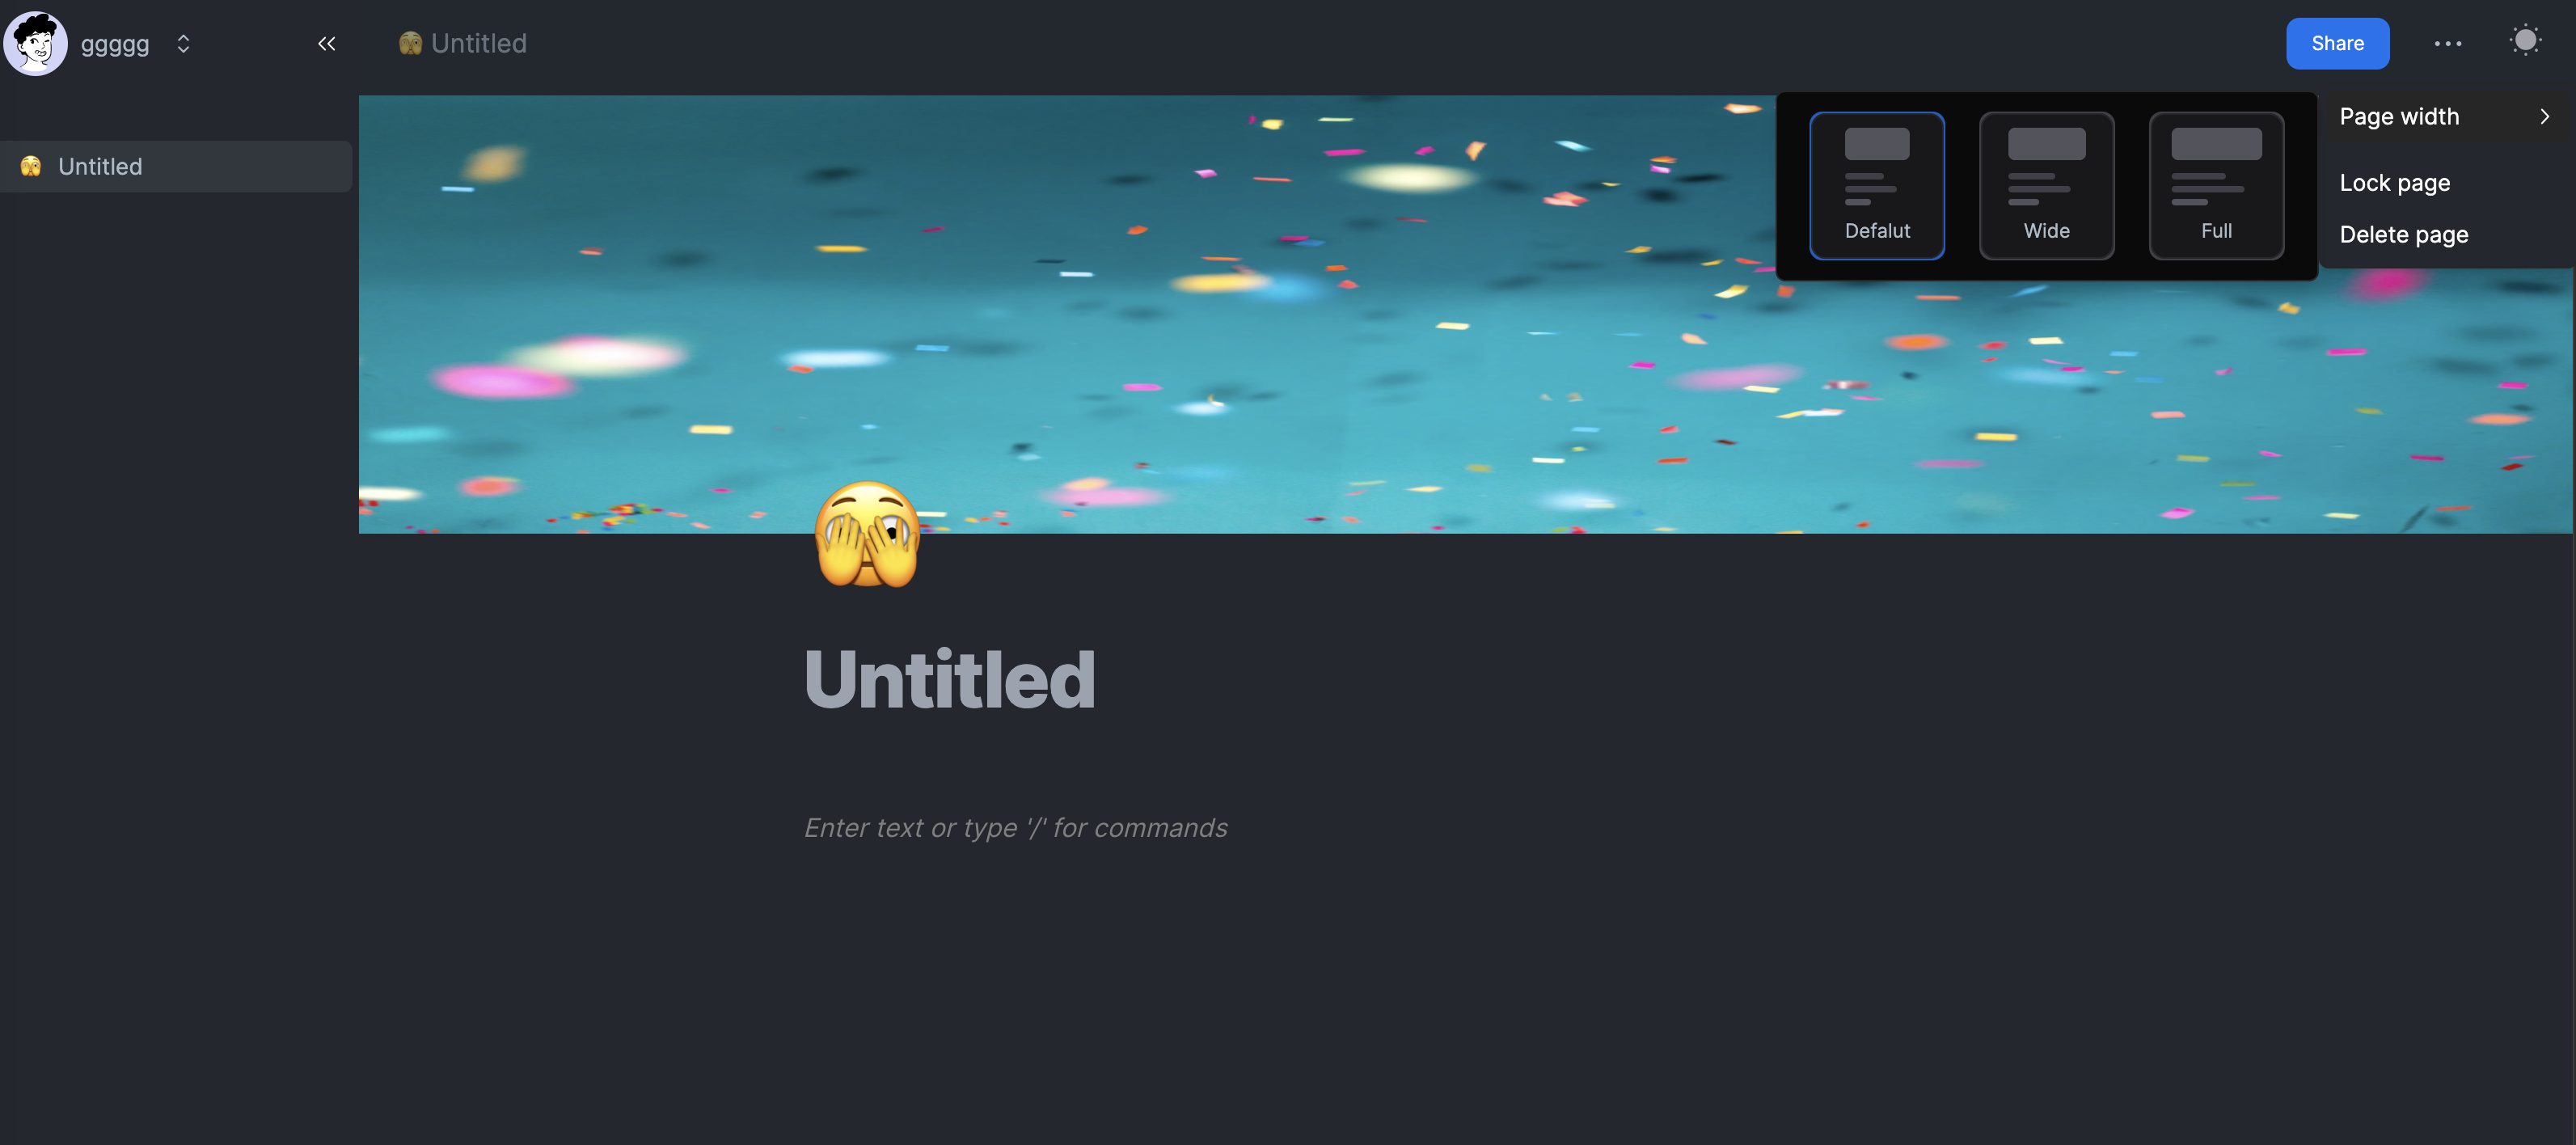 ggggg
Untitled
Share
Untitled
Page width
Lock page
Delete page
Defalut
Wide
Full
Untitled
Enter text or type '/' for commands